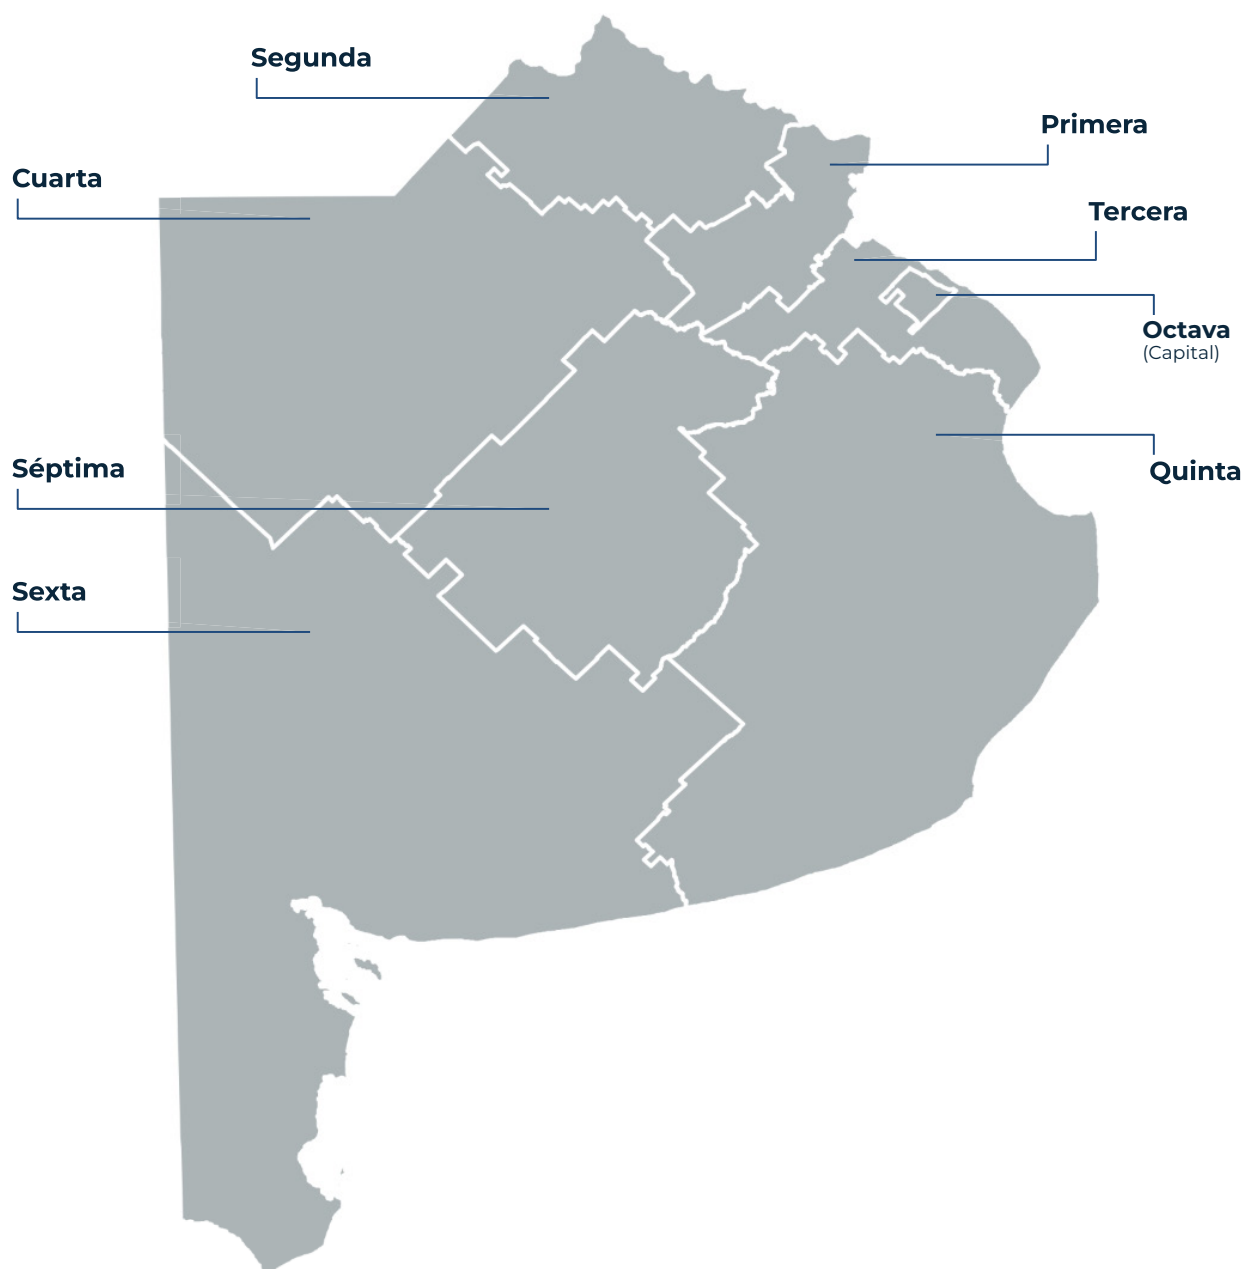 Segunda
Primera
Cuarta
Tercera
Octava
(Capital)
Séptima
Quinta
Sexta